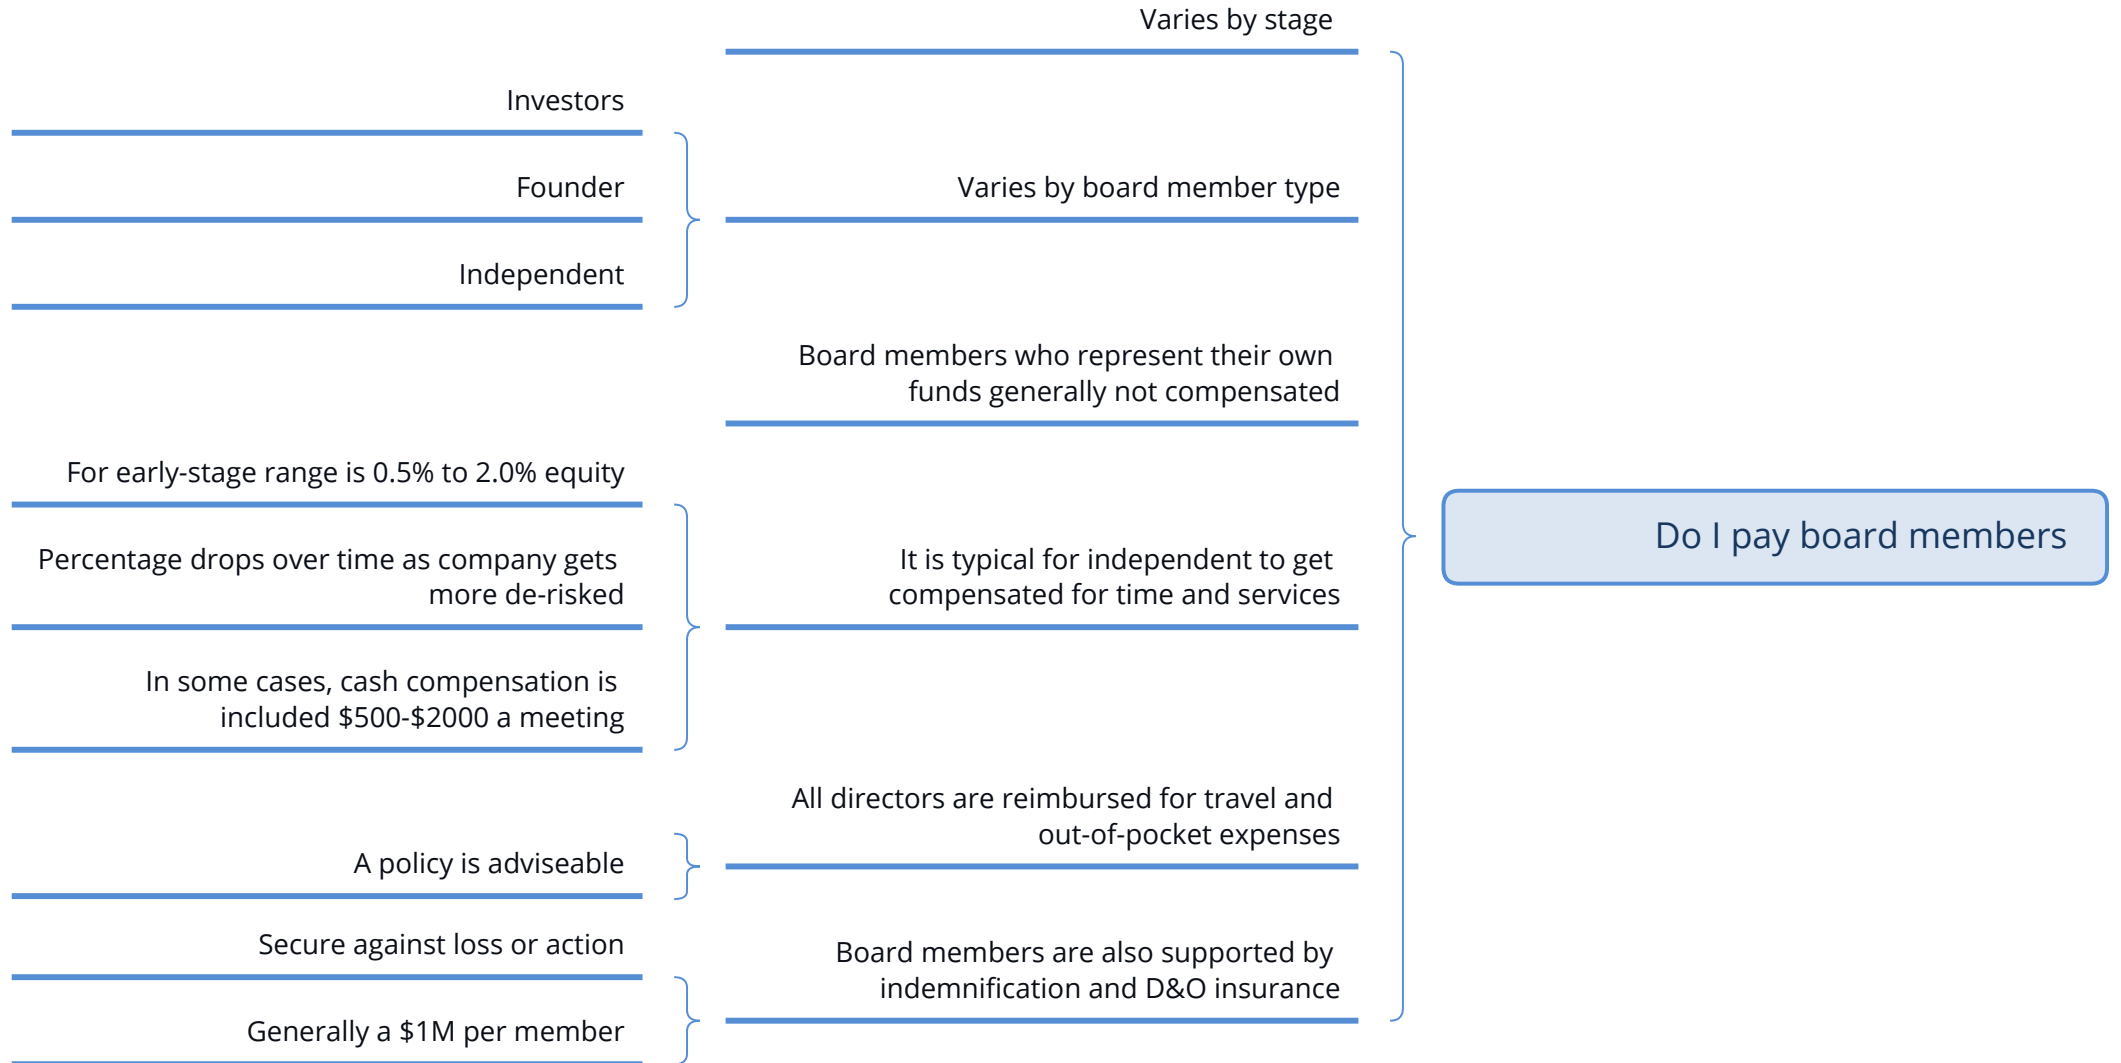 Varies by stage
Investors
Founder
Independent
Varies by board member type
Board members who represent their own
funds generally not compensated
For early-stage range is 0.5% to 2.0% equity
Percentage drops over time as company gets
more de-risked
In some cases, cash compensation is
included $500-$2000 a meeting
It is typical for independent to get
compensated for time and services
Do I pay board members
All directors are reimbursed for travel and
out-of-pocket expenses
A policy is adviseable
Secure against loss or action
Generally a $1M per member
Board members are also supported by
indemnification and D&O insurance